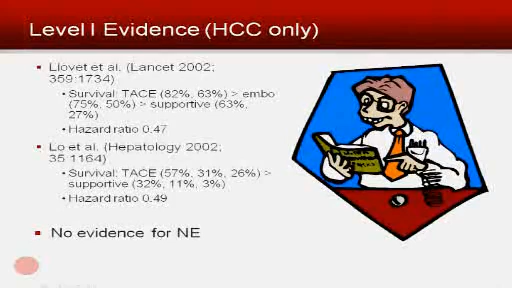 Level I Evidence (HCC only)
Llovet et al. (Lancet 2002;
359:1734)
Survival: TACE (82%, 63%) > embo
(75%, 50%) > supportive (63%,
27%)
Hazard ratio 0.47
Lo et al. (Hepatology 2002;
35:1164)
Survival: TACE (57%, 31%, 26%) >
supportive (32%, 11%, 3%)
Hazard ratio 0.49
No evidence for NE